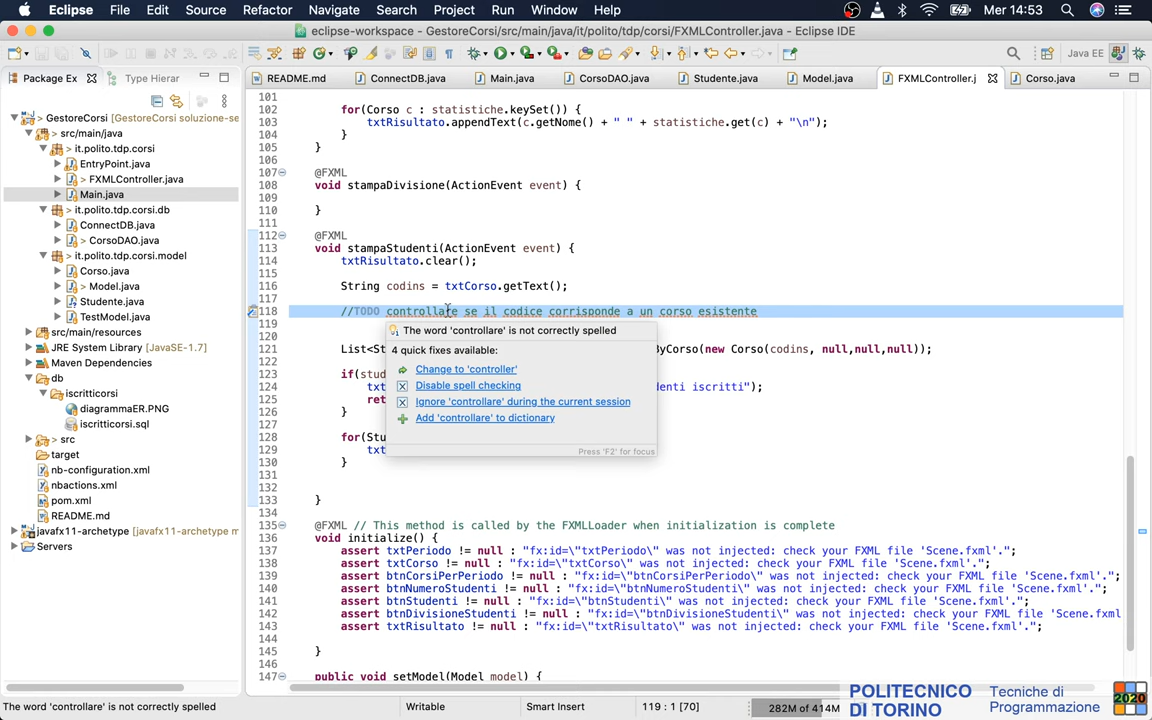 Eclipse File Edit Source Refactor Navigate Search Project Run Window Help Mer 14:53
eclipse-workspace - GestoreCorsi/src/main/java/it/polito/tdp/corsi/FXMLController.java - Eclipse IDE
Java EE
Package Ex Type Hierar
README.md ConnectDB.java Main.java CorsoDAO.java Studente.java Model.java FXMLController.j Corso.java
GestoreCorsi [GestoreCorsi soluzione-se
src/main/java
it.polito.tdp.corsi
EntryPoint.java
> FXMLController.java
Main.java
it.polito.tdp.corsi.db
ConnectDB.java
> CorsoDAO.java
it.polito.tdp.corsi.model
Corso.java
> Model.java
Studente.java
TestModel.java
src/main/resources
JRE System Library [JavaSE-1.7]
Maven Dependencies
db
iscritticorsi
diagrammaER.PNG
iscritticorsi.sql
> src
target
nb-configuration.xml
nbactions.xml
pom.xml
README.md
javafx11-archetype (javafx11-archetype m
Servers
101
102 for(Corso c : statistiche.keySet()) {
103 txtRisultato.appendText(c.getNome() + " " + statistiche.get(c) + "\n");
104 }
105 }
106
107 @FXML
108 void stampaDivisione(ActionEvent event) {
109
110 }
111
112 @FXML
113 void stampaStudenti(ActionEvent event) {
114 txtRisultato.clear();
115
116 String codins = txtCorso.getText();
117
118 //TODO controllare se il codice corrisponde a un corso esistente
119
120
121 List<St ByCorso(new Corso(codins, null,null,null));
122
123 if(stud
124 txt denti iscritti");
125 ret
126 }
127
128 for(Stu
129 txt
130 }
131
132
133 }
134
135 @FXML // This method is called by the FXMLLoader when initialization is complete
136 void initialize() {
137 assert txtPeriodo != null : "fx:id=\"txtPeriodo\" was not injected: check your FXML file 'Scene.fxml'.";
138 assert txtCorso != null : "fx:id=\"txtCorso\" was not injected: check your FXML file 'Scene.fxml'.";
139 assert btnCorsiPerPeriodo != null : "fx:id=\"btnCorsiPerPeriodo\" was not injected: check your FXML file 'Scene.fxml'.";
140 assert btnNumeroStudenti != null : "fx:id=\"btnNumeroStudenti\" was not injected: check your FXML file 'Scene.fxml'.";
141 assert btnStudenti != null : "fx:id=\"btnStudenti\" was not injected: check your FXML file 'Scene.fxml'.";
142 assert btnDivisioneStudenti != null : "fx:id=\"btnDivisioneStudenti\" was not injected: check your FXML file 'Scene.fxml
143 assert txtRisultato != null : "fx:id=\"txtRisultato\" was not injected: check your FXML file 'Scene.fxml'.";
144
145 }
146
147 public void setModel(Model model) {
The word 'controllare' is not correctly spelled
4 quick fixes available:
Change to 'controller'
Disable spell checking
Ignore 'controllare' during the current session
Add 'controllare' to dictionary
Press 'F2' for focus
The word 'controllare' is not correctly spelled Writable Smart Insert 119 : 1 [70] 282M of 414M
POLITECNICO
DI TORINO
Tecniche di
Programmazione
2020